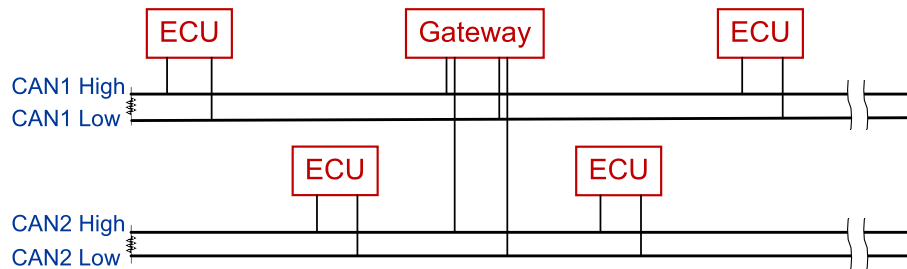 ECU
Gateway
ECU
CAN1 High
CAN1 Low
ECU
ECU
CAN2 High
CAN2 Low